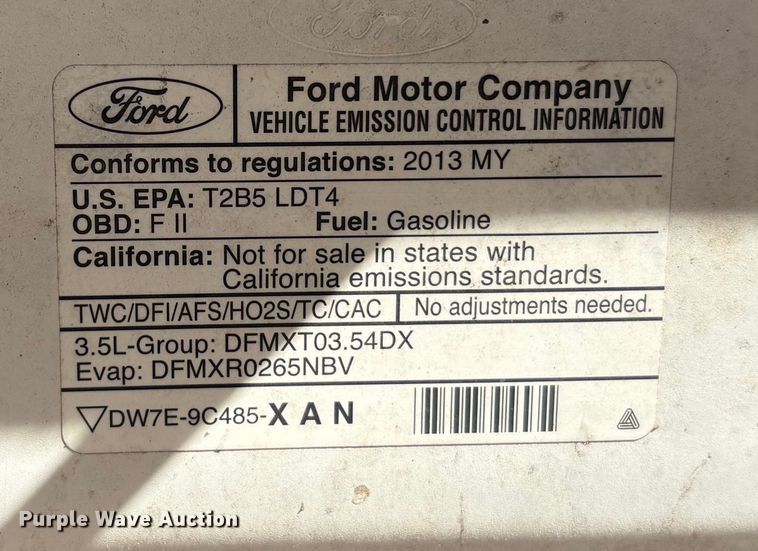 Ford
Ford
Ford Motor Company
VEHICLE EMISSION CONTROL INFORMATION
Conforms to regulations: 2013 MY
U.S. EPA: T2B5 LDT4
OBD: F II Fuel: Gasoline
California: Not for sale in states with
California emissions standards.
TWC/DFI/AFS/HO2S/TC/CAC No adjustments needed.
3.5L-Group: DFMXT03.54DX
Evap: DFMXR0265NBV
DW7E-9C485-XAN
Purple Wave Auction